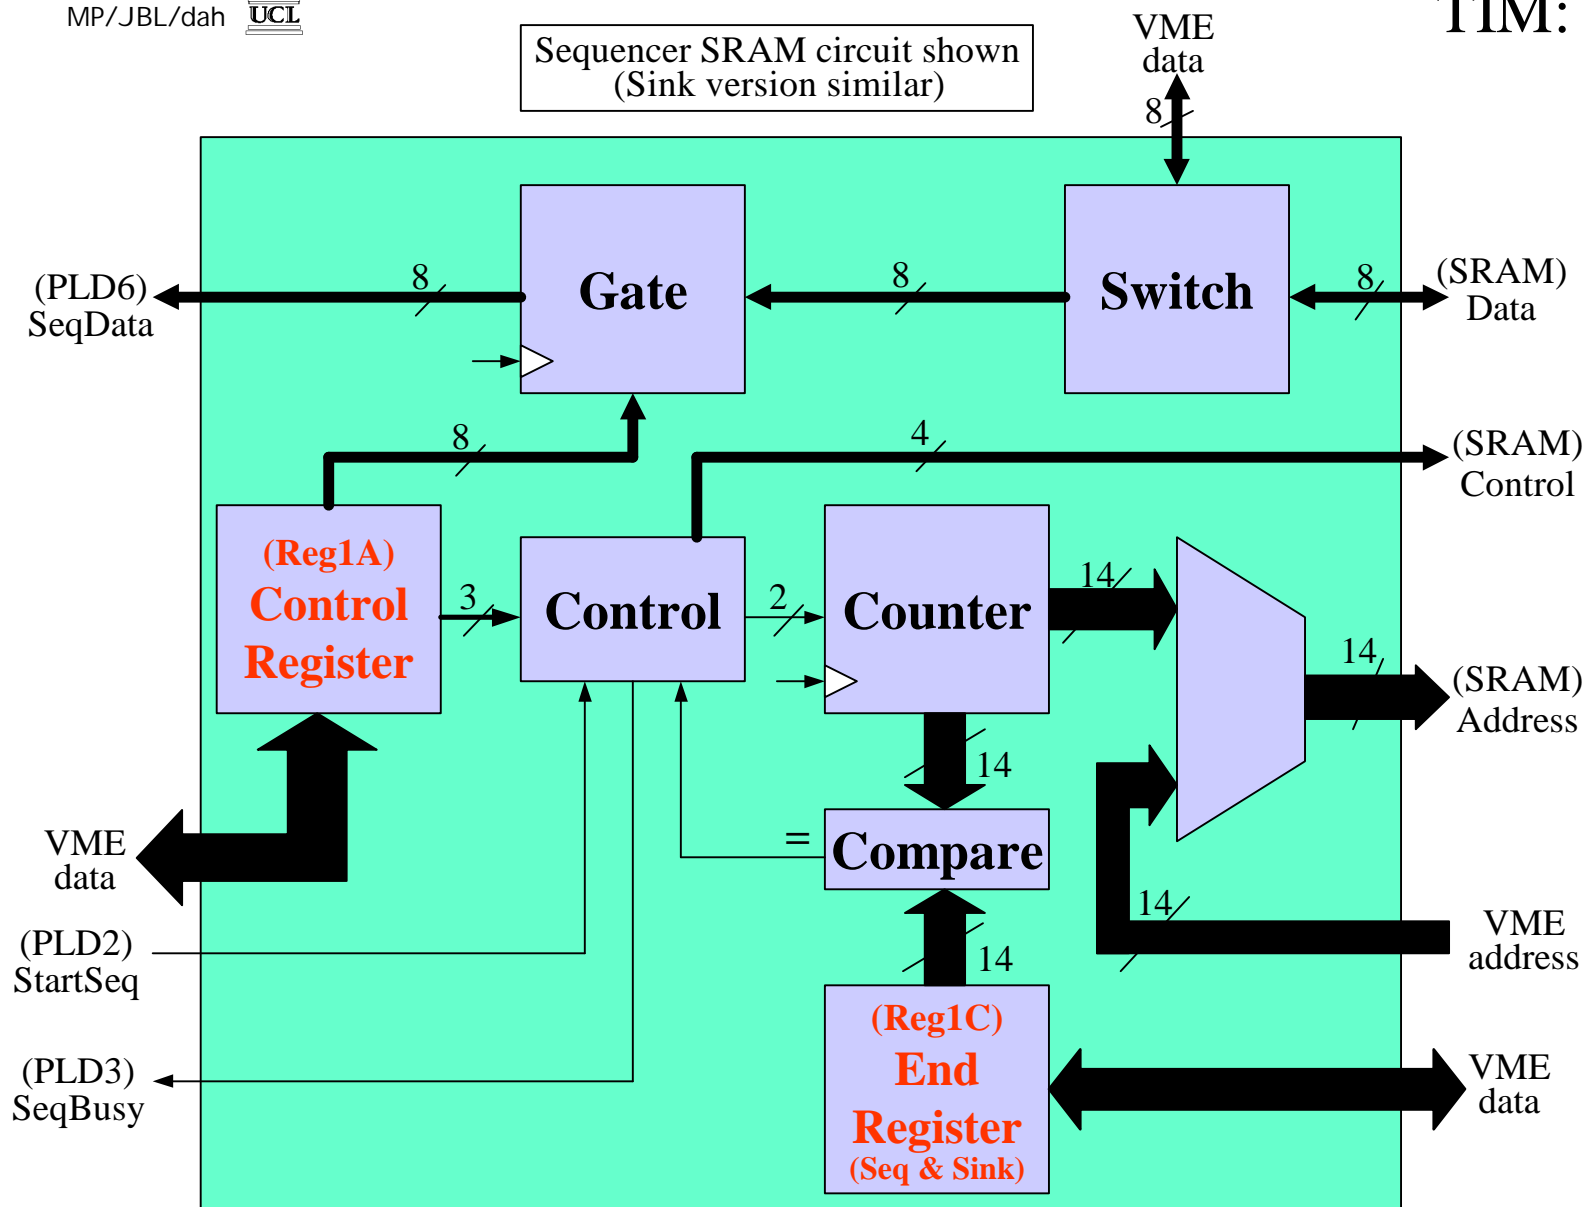 MP/JBL/dah UCL
TIM:
Sequencer SRAM circuit shown
(Sink version similar)
VME
data
8
(PLD6)
SeqData
8
Gate
8
Switch
8
(SRAM)
Data
8
4
(SRAM)
Control
(Reg1A)
Control
Register
3
Control
2
Counter
14
14
(SRAM)
Address
14
=
Compare
VME
data
14
VME
address
(PLD2)
StartSeq
14
(Reg1C)
End
Register
(Seq & Sink)
(PLD3)
SeqBusy
VME
data